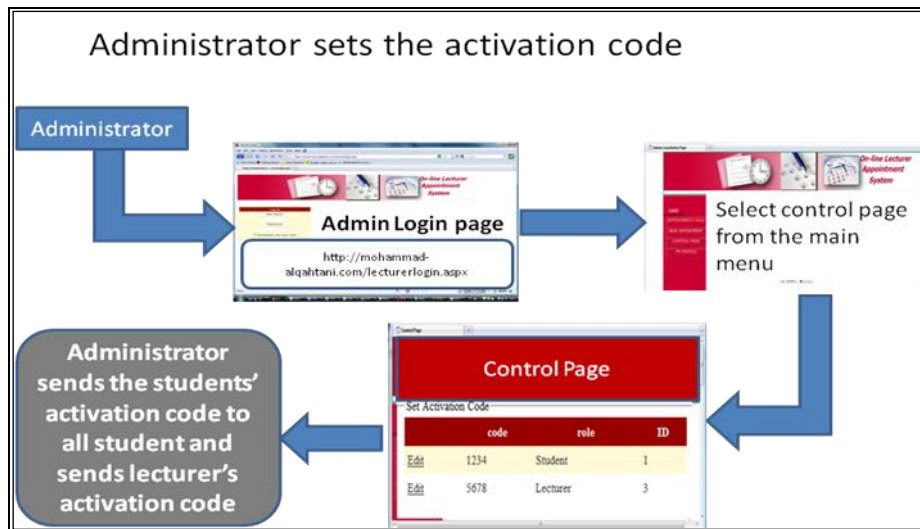 Administrator sets the activation code
Administrator
On-line Lecturer
Appointment
System
Admin Login page
http://mohammad-
alqahtani.com/lecturerlogin.aspx
On-line Lecturer
Appointment
System
Select control page
from the main
menu
Control Page
Set Activation Code
code role ID
Edit 1234 Student 1
Edit 5678 Lecturer 3
Administrator
sends the students’
activation code to
all student and
sends lecturer’s
activation code